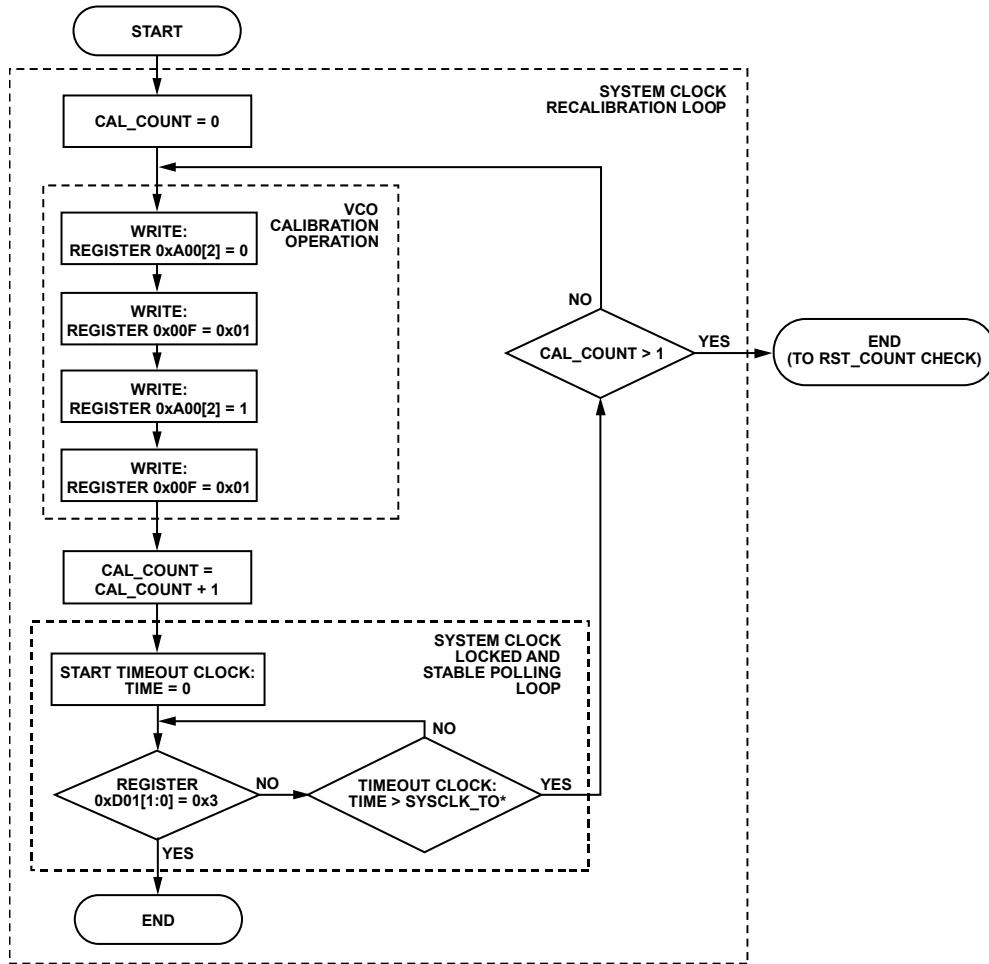 START
SYSTEM CLOCK
RECALIBRATION LOOP
CAL_COUNT = 0
VCO
CALIBRATION
OPERATION
WRITE:
REGISTER 0xA00[2] = 0
WRITE:
REGISTER 0x00F = 0x01
WRITE:
REGISTER 0xA00[2] = 1
WRITE:
REGISTER 0x00F = 0x01
NO
CAL_COUNT > 1
YES
END
(TO RST_COUNT CHECK)
CAL_COUNT =
CAL_COUNT + 1
SYSTEM CLOCK
LOCKED AND
STABLE POLLING
LOOP
START TIMEOUT CLOCK:
TIME = 0
NO
REGISTER
0xD01[1:0] = 0x3
NO
TIMEOUT CLOCK:
TIME > SYSCLK_TO*
YES
YES
END